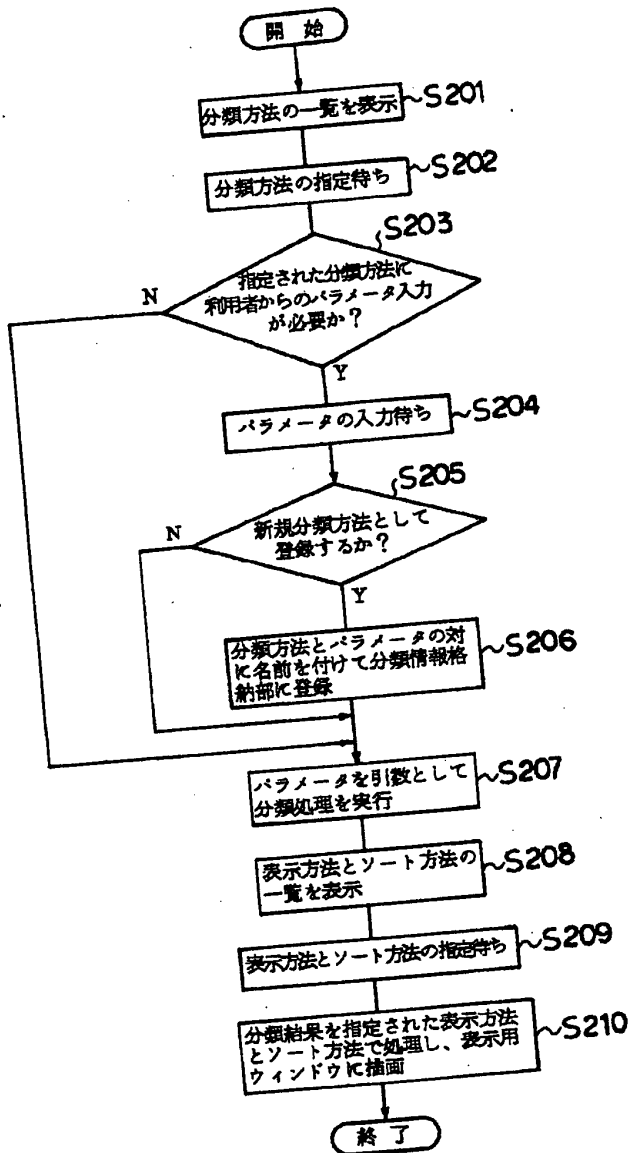 開始
分類方法の一覧を表示
S201
分類方法の指定待ち
S202
S203
指定された分類方法に
利用者からのパラメータ入力
が必要か?
N
Y
パラメータの入力待ち
S204
S205
新規分類方法として
登録するか?
N
Y
分類方法とパラメータの対
に名前を付けて分類情報格
納部に登録
S206
パラメータを引数として
分類処理を実行
S207
表示方法とソート方法の
一覧を表示
S208
表示方法とソート方法の指定待ち
S209
分類結果を指定された表示方法
とソート方法で処理し、表示用
ウィンドウに描画
S210
終了